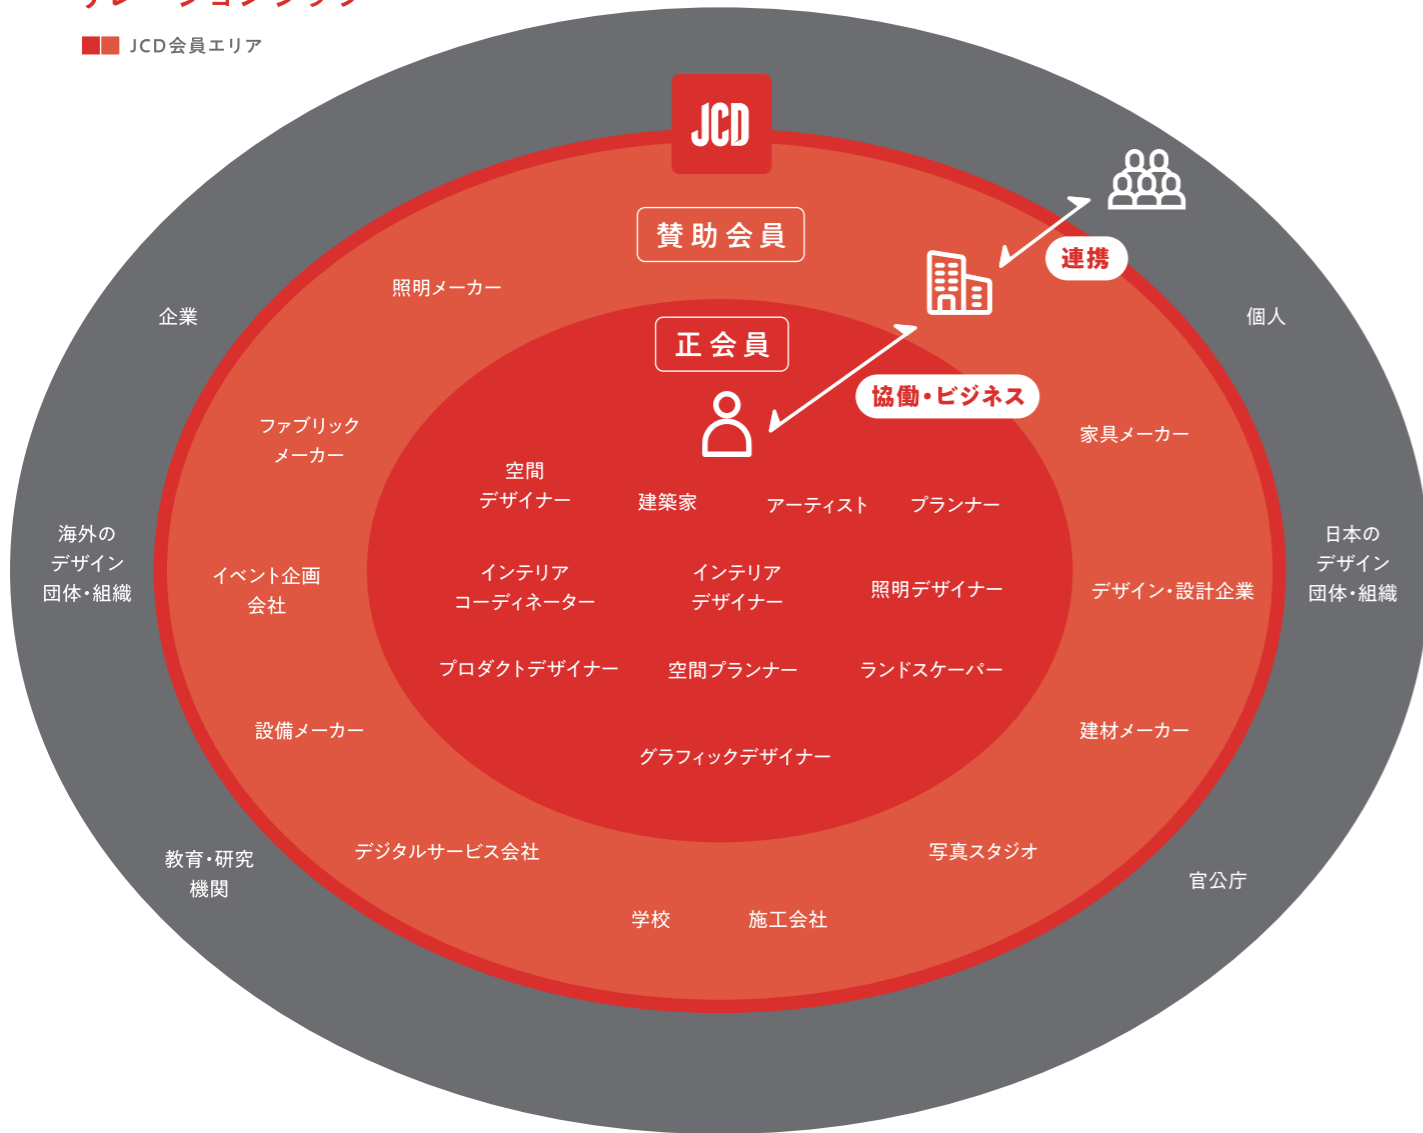 JCD会員エリア
JCD
賛助会員
連携
照明メーカー
企業
個人
正会員
協働・ビジネス
ファブリック
メーカー
家具メーカー
空間
デザイナー
建築家
アーティスト
プランナー
海外の
デザイン
団体・組織
日本の
デザイン
団体・組織
イベント企画
会社
インテリア
コーディネーター
インテリア
デザイナー
照明デザイナー
デザイン・設計企業
プロダクトデザイナー
空間プランナー
ランドスケーパー
設備メーカー
建材メーカー
グラフィックデザイナー
教育・研究
機関
デジタルサービス会社
写真スタジオ
官公庁
学校
施工会社